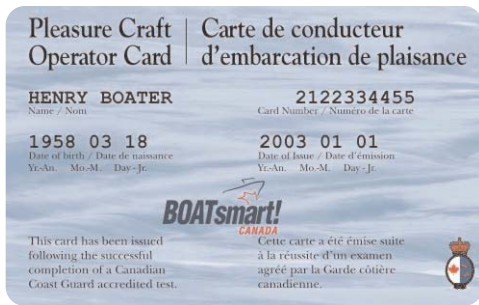 Pleasure Craft
Operator Card
Carte de conducteur
d'embarcation de plaisance
HENRY BOATER
Name / Nom
2122334455
Card Number / Numéro de la carte
1958 03 18
Date of birth / Date de naissance
Yr.-An. Mo.-M. Day - Jr.
2003 01 01
Date of Issue / Date d'émission
Yr.-An. Mo.-M. Day - Jr.
BOATsmart!
CANADA
This card has been issued
following the successful
completion of a Canadian
Coast Guard accredited test.
Cette carte a été émise suite
à la réussite d'un examen
agréé par la Garde côtière
canadienne.